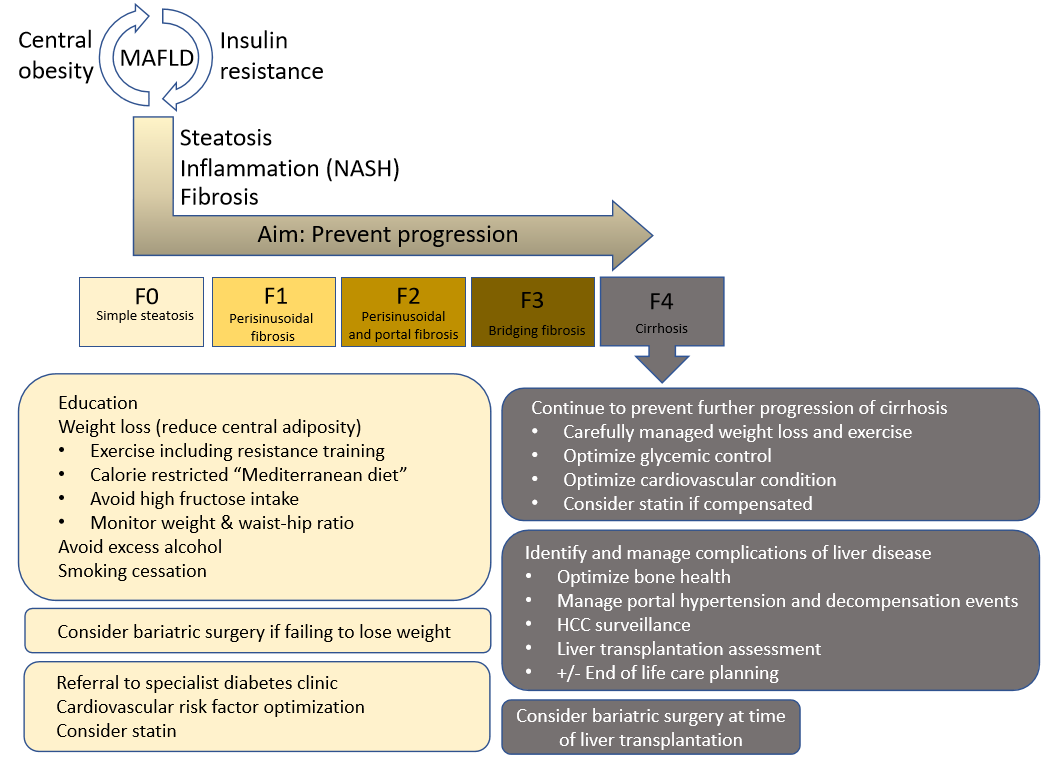 Central
obesity
MAFLD
Insulin
resistance
Steatosis
Inflammation (NASH)
Fibrosis
Aim: Prevent progression
F0
Simple steatosis
F1
Perisinusoidal
fibrosis
F2
Perisinusoidal
and portal fibrosis
F3
Bridging fibrosis
F4
Cirrhosis
Education
Weight loss (reduce central adiposity)
• Exercise including resistance training
• Calorie restricted “Mediterranean diet”
• Avoid high fructose intake
• Monitor weight & waist-hip ratio
Avoid excess alcohol
Smoking cessation
Consider bariatric surgery if failing to lose weight
Referral to specialist diabetes clinic
Cardiovascular risk factor optimization
Consider statin
Continue to prevent further progression of cirrhosis
• Carefully managed weight loss and exercise
• Optimize glycemic control
• Optimize cardiovascular condition
• Consider statin if compensated
Identify and manage complications of liver disease
• Optimize bone health
• Manage portal hypertension and decompensation events
• HCC surveillance
• Liver transplantation assessment
• +/- End of life care planning
Consider bariatric surgery at time
of liver transplantation